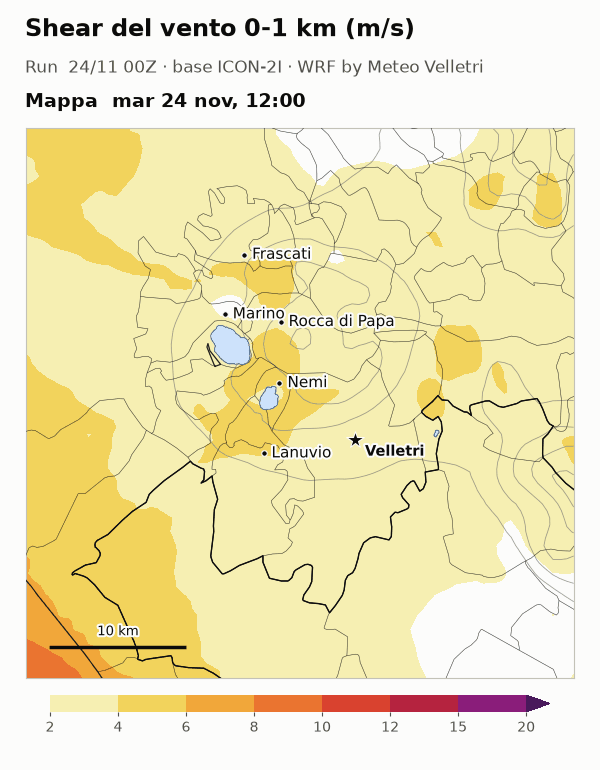 Shear del vento 0-1 km (m/s)
Run  24/11 00Z · base ICON-2I · WRF by Meteo Velletri
Mappa  mar 24 nov, 12:00
Frascati
Marino
Rocca di Papa
Nemi
Velletri
Lanuvio
10 km
2 4 6 8 10 12 15 20